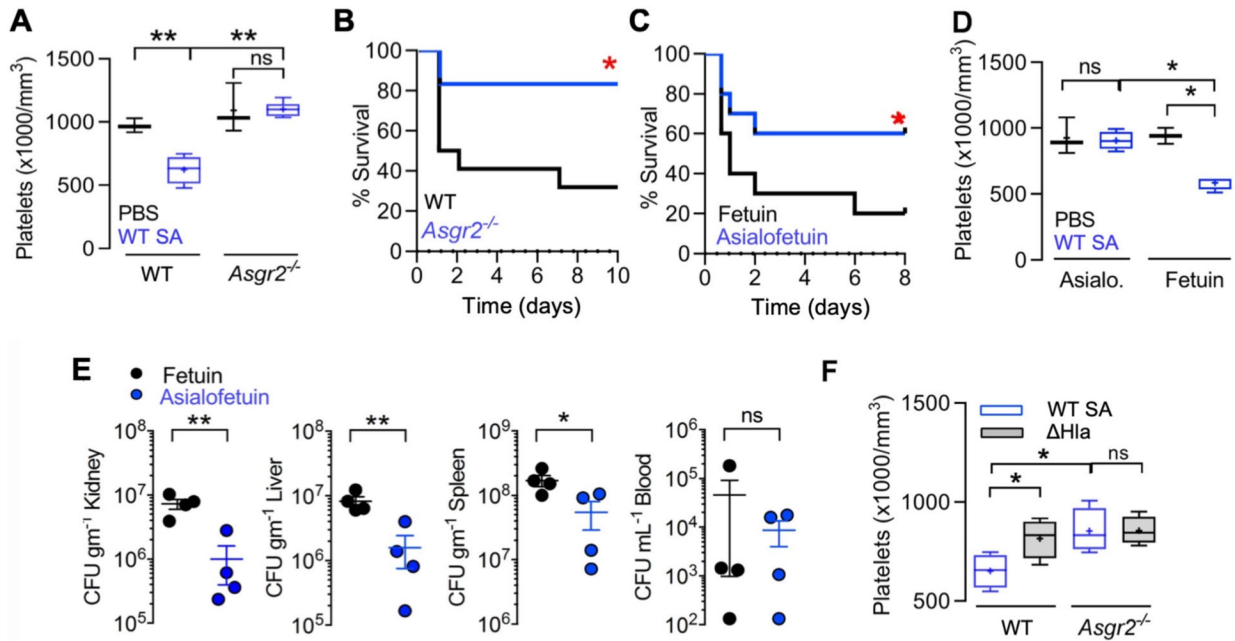 A
** **
ns
Platelets (x1000/mm³)
1500
1000
500
0
PBS
WT SA
WT Asgr2-/-
B
% Survival
100
80
60
40
20
0
*
WT
Asgr2-/-
0 2 4 6 8 10
Time (days)
C
% Survival
100
80
60
40
20
0
*
Fetuin
Asialofetuin
0 2 4 6 8
Time (days)
D
ns *
*
Platelets (x1000/mm³)
1500
1000
500
0
PBS
WT SA
Asialo. Fetuin
E
Fetuin
Asialofetuin
CFU gm⁻¹ Kidney
10⁸
10⁷
10⁶
10⁵
**
CFU gm⁻¹ Liver
10⁸
10⁷
10⁶
10⁵
**
CFU gm⁻¹ Spleen
10⁹
10⁸
10⁷
10⁶
*
CFU mL⁻¹ Blood
10⁶
10⁵
10⁴
10³
10²
ns
F
WT SA
ΔHla
Platelets (x1000/mm³)
1500
1000
500
* ns
*
WT Asgr2-/-